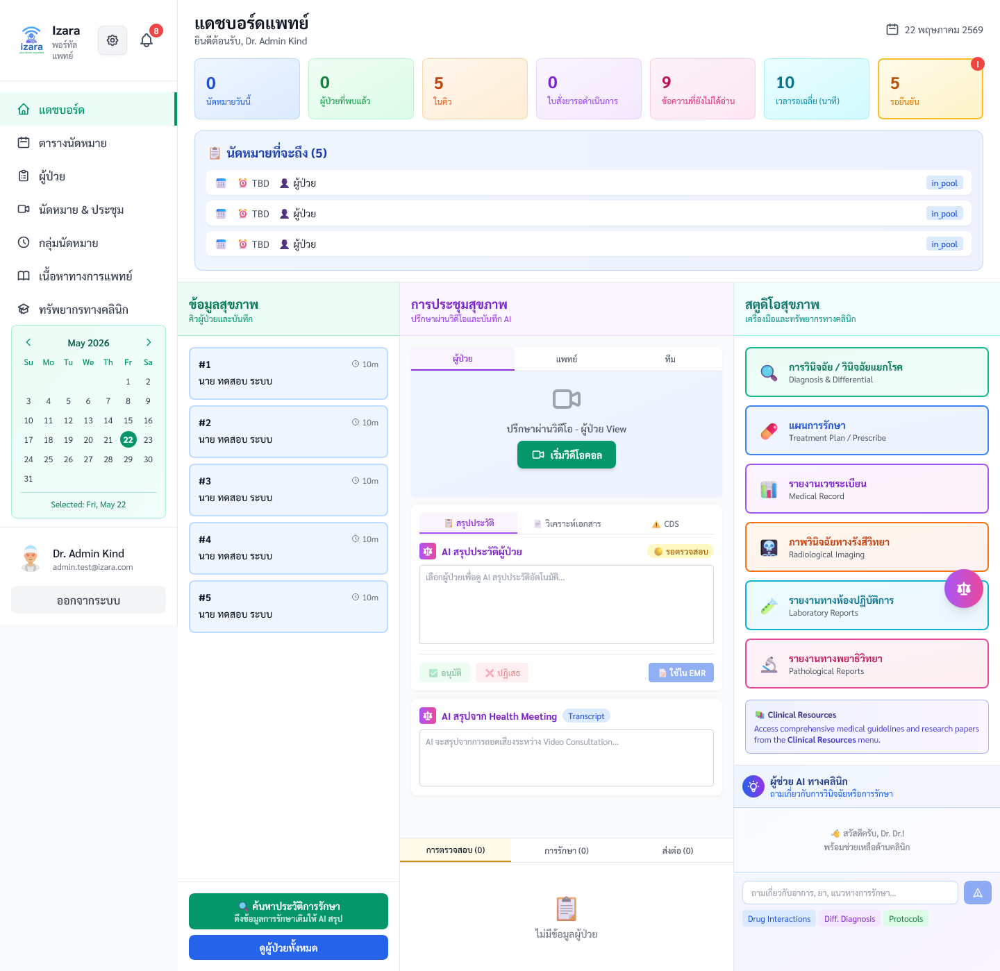 izara
Izara
พอร์ทัล
แพทย์
8
แดชบอร์ด
ตารางนัดหมาย
ผู้ป่วย
นัดหมาย & ประชุม
กลุ่มนัดหมาย
เนื้อหาทางการแพทย์
ทรัพยากรทางคลินิก
May 2026
Su Mo Tu We Th Fr Sa
1 2
3 4 5 6 7 8 9
10 11 12 13 14 15 16
17 18 19 20 21 22 23
24 25 26 27 28 29 30
31
Selected: Fri, May 22
Dr. Admin Kind
admin.test@izara.com
ออกจากระบบ
แดชบอร์ดแพทย์
ยินดีต้อนรับ, Dr. Admin Kind
22 พฤษภาคม 2569
0
นัดหมายวันนี้
0
ผู้ป่วยที่พบแล้ว
5
ในคิว
0
ใบสั่งยารอดำเนินการ
9
ข้อความที่ยังไม่ได้อ่าน
10
เวลารอเฉลี่ย (นาที)
!
5
รอยืนยัน
นัดหมายที่จะถึง (5)
TBD ผู้ป่วย in_pool
TBD ผู้ป่วย in_pool
TBD ผู้ป่วย in_pool
ข้อมูลสุขภาพ
คิวผู้ป่วยและบันทึก
#1 10m
นาย ทดสอบ ระบบ
#2 10m
นาย ทดสอบ ระบบ
#3 10m
นาย ทดสอบ ระบบ
#4 10m
นาย ทดสอบ ระบบ
#5 10m
นาย ทดสอบ ระบบ
ค้นหาประวัติการรักษา
ดึงข้อมูลการรักษาเดิมให้ AI สรุป
ดูผู้ป่วยทั้งหมด
การประชุมสุขภาพ
ปรึกษาผ่านวิดีโอและบันทึก AI
ผู้ป่วย แพทย์ ทีม
ปรึกษาผ่านวิดีโอ - ผู้ป่วย View
เริ่มวิดีโอคอล
สรุปประวัติ วิเคราะห์เอกสาร CDS
AI สรุปประวัติผู้ป่วย รอตรวจสอบ
เลือกผู้ป่วยเพื่อดู AI สรุปประวัติอัตโนมัติ...
อนุมัติ ปฏิเสธ ใช้ใน EMR
AI สรุปจาก Health Meeting Transcript
AI จะสรุปจากการถอดเสียงระหว่าง Video Consultation...
การตรวจสอบ (0) การรักษา (0) ส่งต่อ (0)
ไม่มีข้อมูลผู้ป่วย
สตูดิโอสุขภาพ
เครื่องมือและทรัพยากรทางคลินิก
การวินิจฉัย / วินิจฉัยแยกโรค
Diagnosis & Differential
แผนการรักษา
Treatment Plan / Prescribe
รายงานเวชระเบียน
Medical Record
ภาพวินิจฉัยทางรังสีวิทยา
Radiological Imaging
รายงานทางห้องปฏิบัติการ
Laboratory Reports
รายงานทางพยาธิวิทยา
Pathological Reports
Clinical Resources
Access comprehensive medical guidelines and research papers
from the Clinical Resources menu.
ผู้ช่วย AI ทางคลินิก
ถามเกี่ยวกับการวินิจฉัยหรือการรักษา
สวัสดีครับ, Dr. Dr.!
พร้อมช่วยเหลือด้านคลินิก
ถามเกี่ยวกับอาการ, ยา, แนวทางการรักษา...
Drug Interactions Diff. Diagnosis Protocols